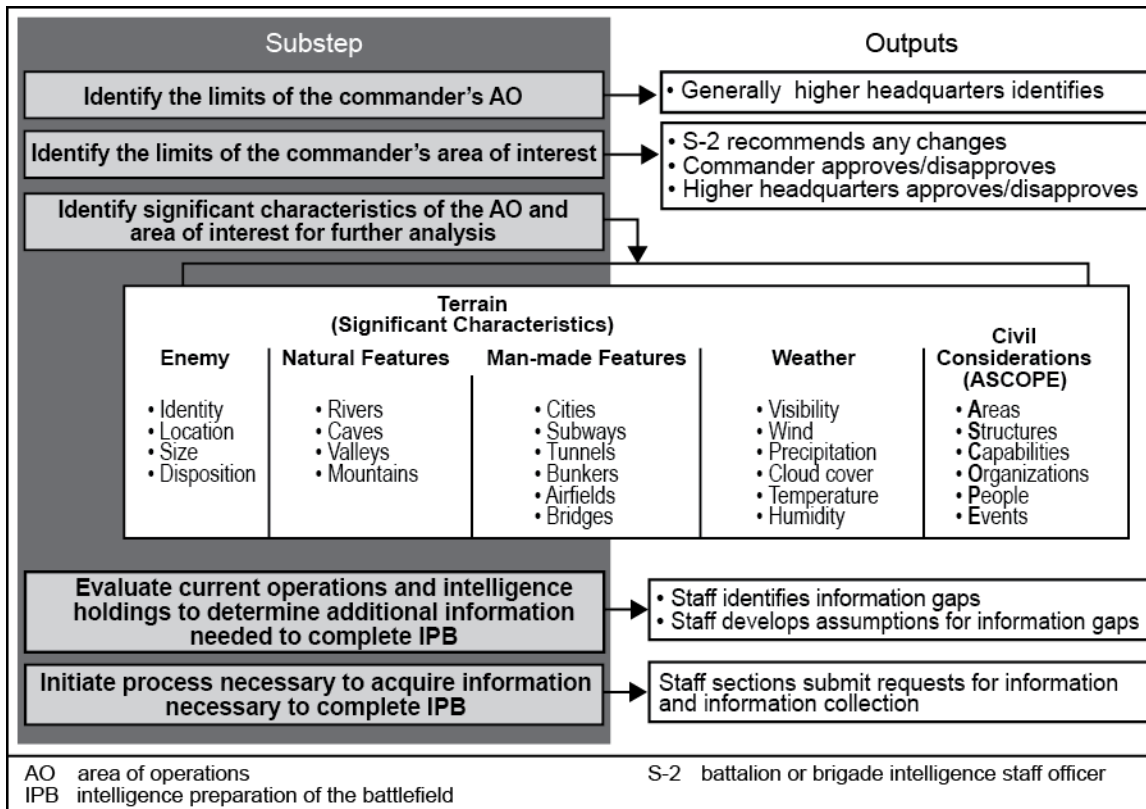 Substep
Outputs
Identify the limits of the commander's AO
• Generally higher headquarters identifies
Identify the limits of the commander's area of interest
• S-2 recommends any changes
• Commander approves/disapproves
• Higher headquarters approves/disapproves
Identify significant characteristics of the AO and
area of interest for further analysis
Terrain
(Significant Characteristics)
Enemy
• Identity
• Location
• Size
• Disposition
Natural Features
• Rivers
• Caves
• Valleys
• Mountains
Man-made Features
• Cities
• Subways
• Tunnels
• Bunkers
• Airfields
• Bridges
Weather
• Visibility
• Wind
• Precipitation
• Cloud cover
• Temperature
• Humidity
Civil
Considerations
(ASCOPE)
• Areas
• Structures
• Capabilities
• Organizations
• People
• Events
Evaluate current operations and intelligence
holdings to determine additional information
needed to complete IPB
• Staff identifies information gaps
• Staff develops assumptions for information gaps
Initiate process necessary to acquire information
necessary to complete IPB
Staff sections submit requests for information
and information collection
AO area of operations
IPB intelligence preparation of the battlefield
S-2 battalion or brigade intelligence staff officer